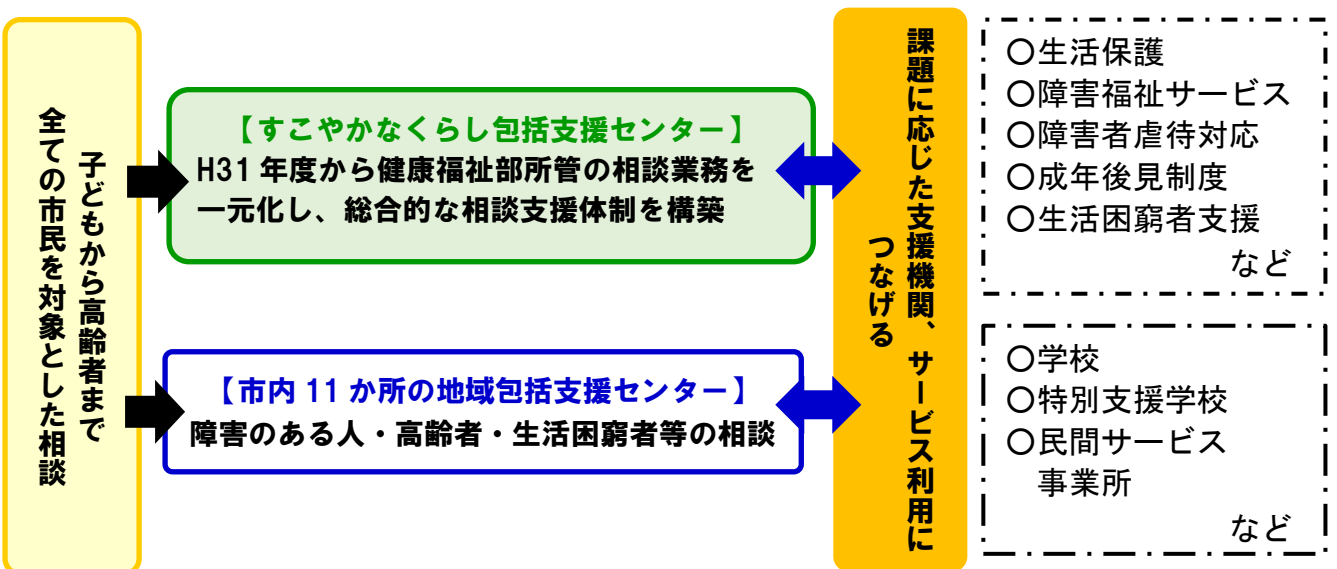 子どもから高齢者まで
全ての市民を対象とした相談
【すこやかなくらし包括支援センター】
H31年度から健康福祉部所管の相談業務を
一元化し、総合的な相談支援体制を構築
【市内 11 か所の地域包括支援センター】
障害のある人・高齢者・生活困窮者等の相談
課題に応じた支援機関、サービス利用に
つなげる
〇生活保護
〇障害福祉サービス
〇障害者虐待対応
〇成年後見制度
〇生活困窮者支援
など
〇学校
〇特別支援学校
〇民間サービス
事業所
など